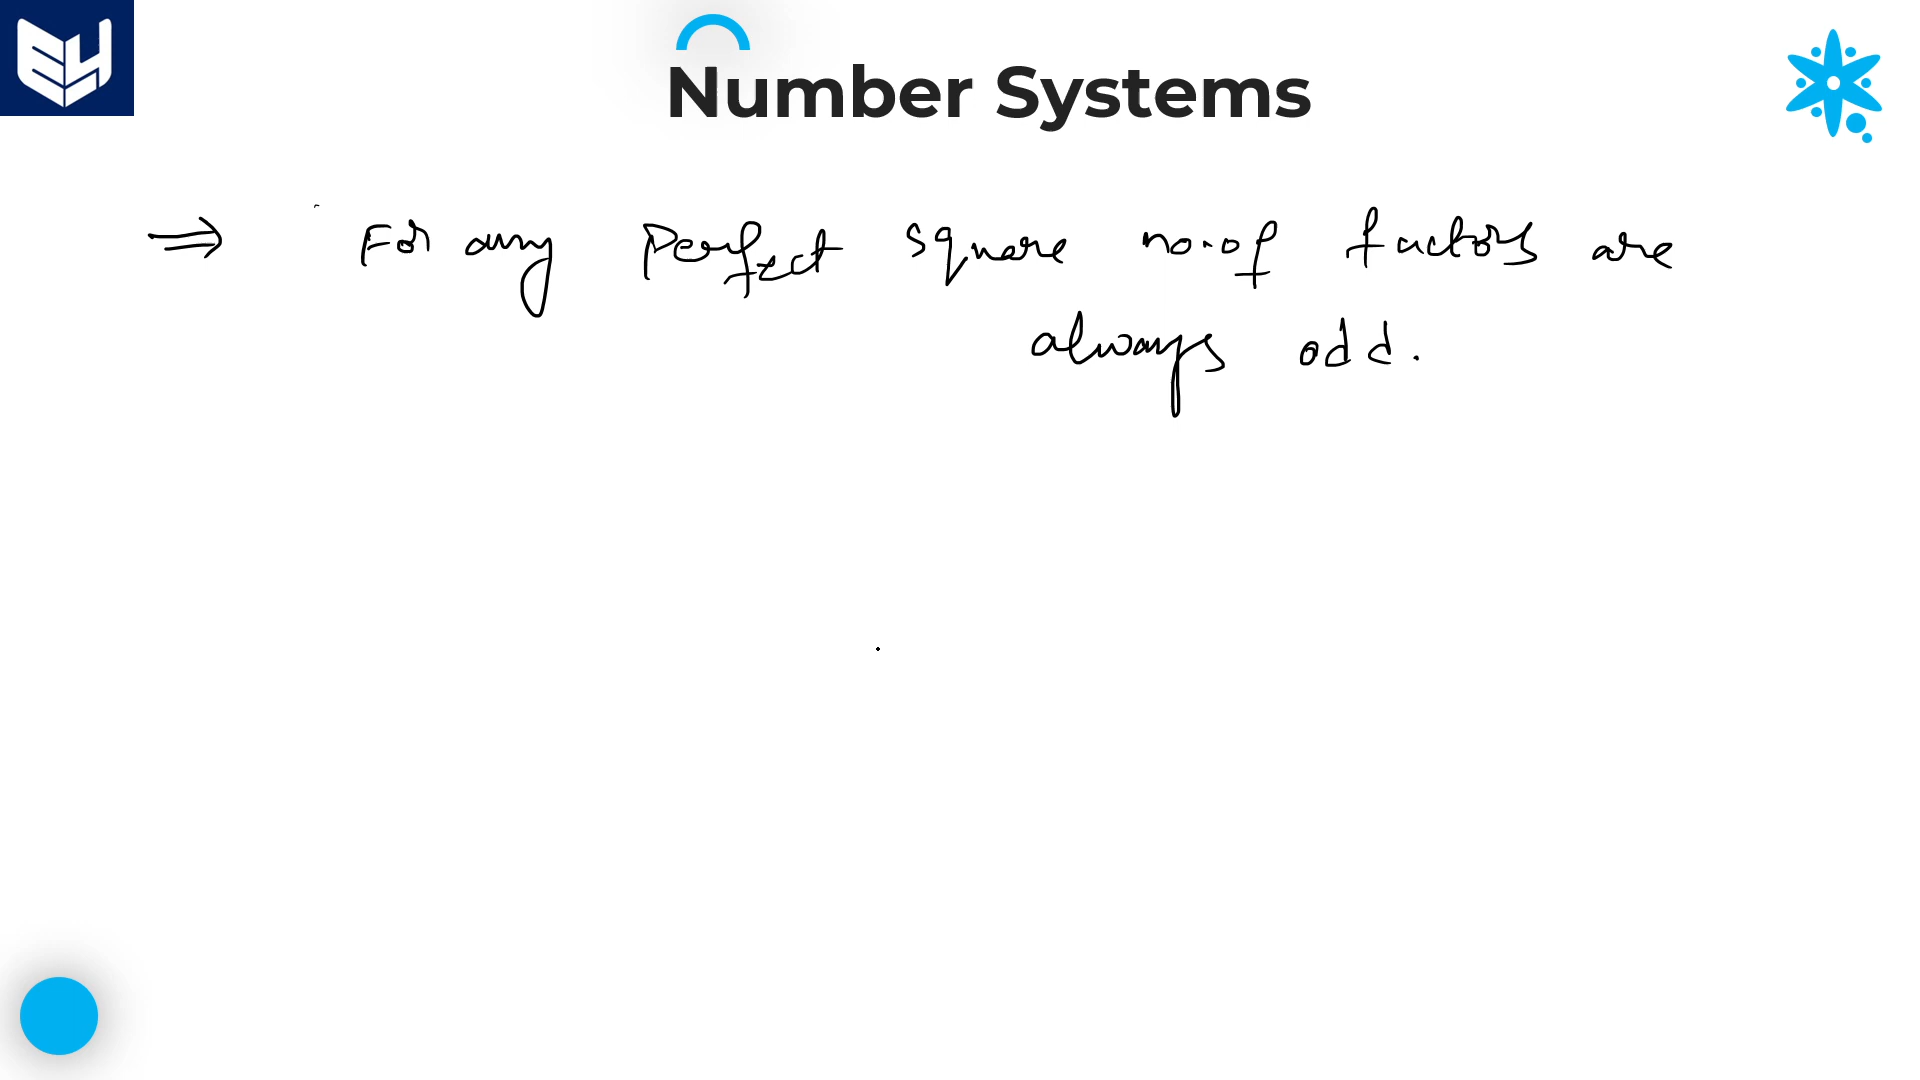 Number Systems
⇒ For any Perfect square no. of factors are
always odd.